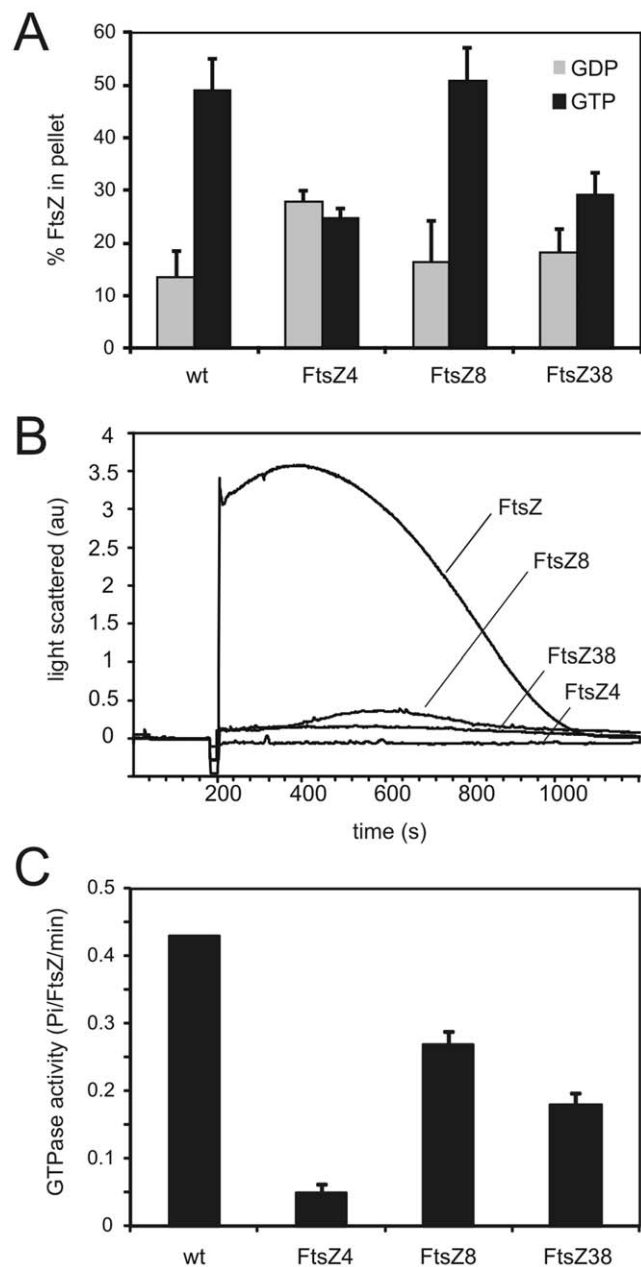 A
% FtsZ in pellet
60
50
40
30
20
10
0
GDP
GTP
wt FtsZ4 FtsZ8 FtsZ38
B
light scattered (au)
4
3.5
3
2.5
2
1.5
1
0.5
0
FtsZ
FtsZ8
FtsZ38
FtsZ4
200 400 600 800 1000
time (s)
C
GTPase activity (Pi/FtsZ/min)
0.5
0.4
0.3
0.2
0.1
0
wt FtsZ4 FtsZ8 FtsZ38